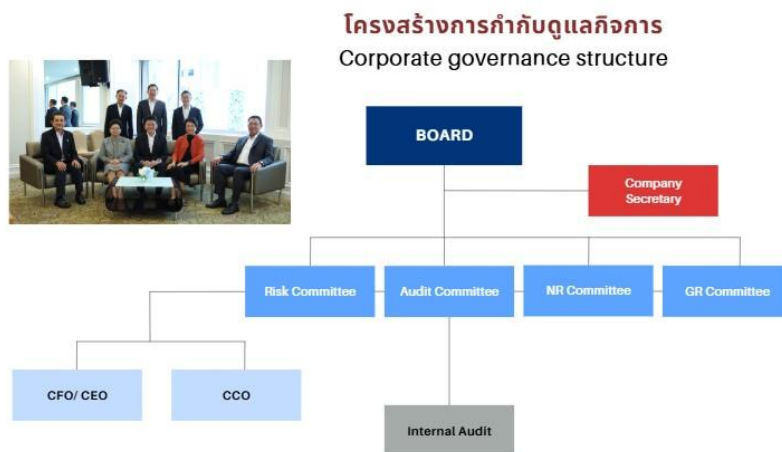 โครงสร้างการกำกับดูแลกิจการ
Corporate governance structure
BOARD
Company
Secretary
Risk Committee
Audit Committee
NR Committee
GR Committee
CFO/ CEO
CCO
Internal Audit